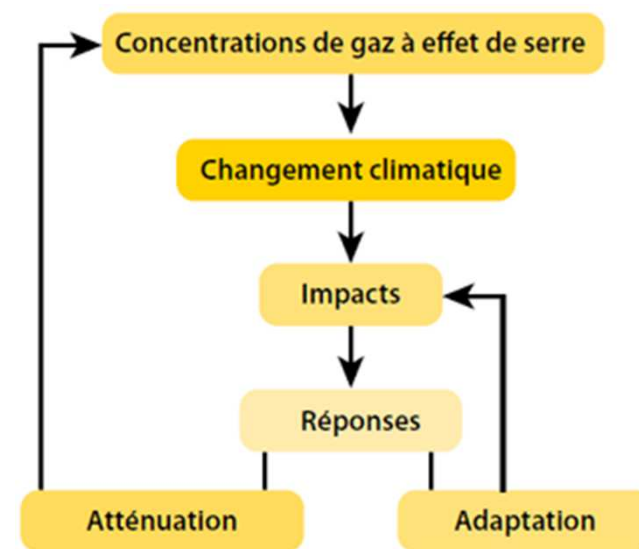 Concentrations de gaz à effet de serre
Changement climatique
Impacts
Réponses
Atténuation
Adaptation